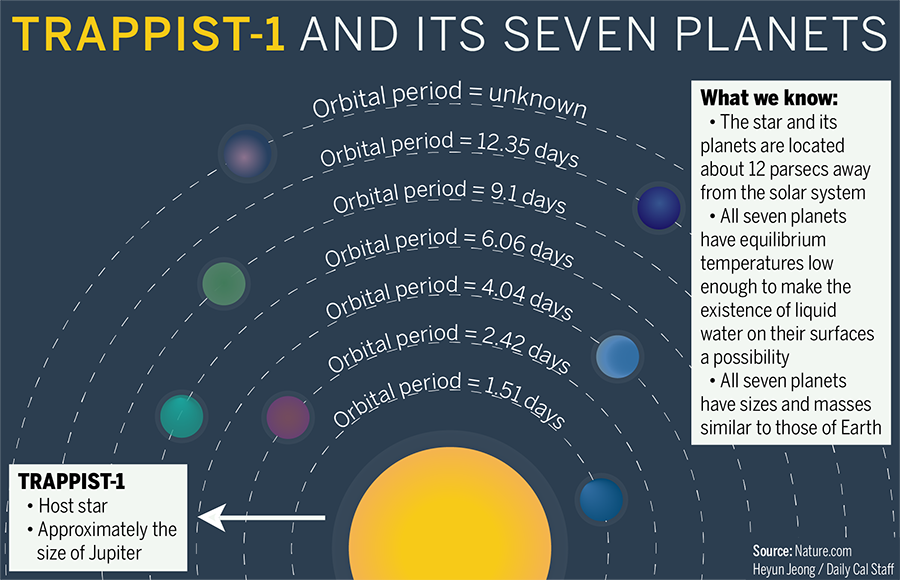 TRAPPIST-1 AND ITS SEVEN PLANETS
Orbital period = unknown
Orbital period = 12.35 days
Orbital period = 9.1 days
Orbital period = 6.06 days
Orbital period = 4.04 days
Orbital period = 2.42 days
Orbital period = 1.51 days
What we know:
• The star and its
planets are located
about 12 parsecs away
from the solar system
• All seven planets
have equilibrium
temperatures low
enough to make the
existence of liquid
water on their surfaces
a possibility
• All seven planets
have sizes and masses
similar to those of Earth
TRAPPIST-1
• Host star
• Approximately the
size of Jupiter
Source: Nature.com
Heyun Jeong / Daily Cal Staff